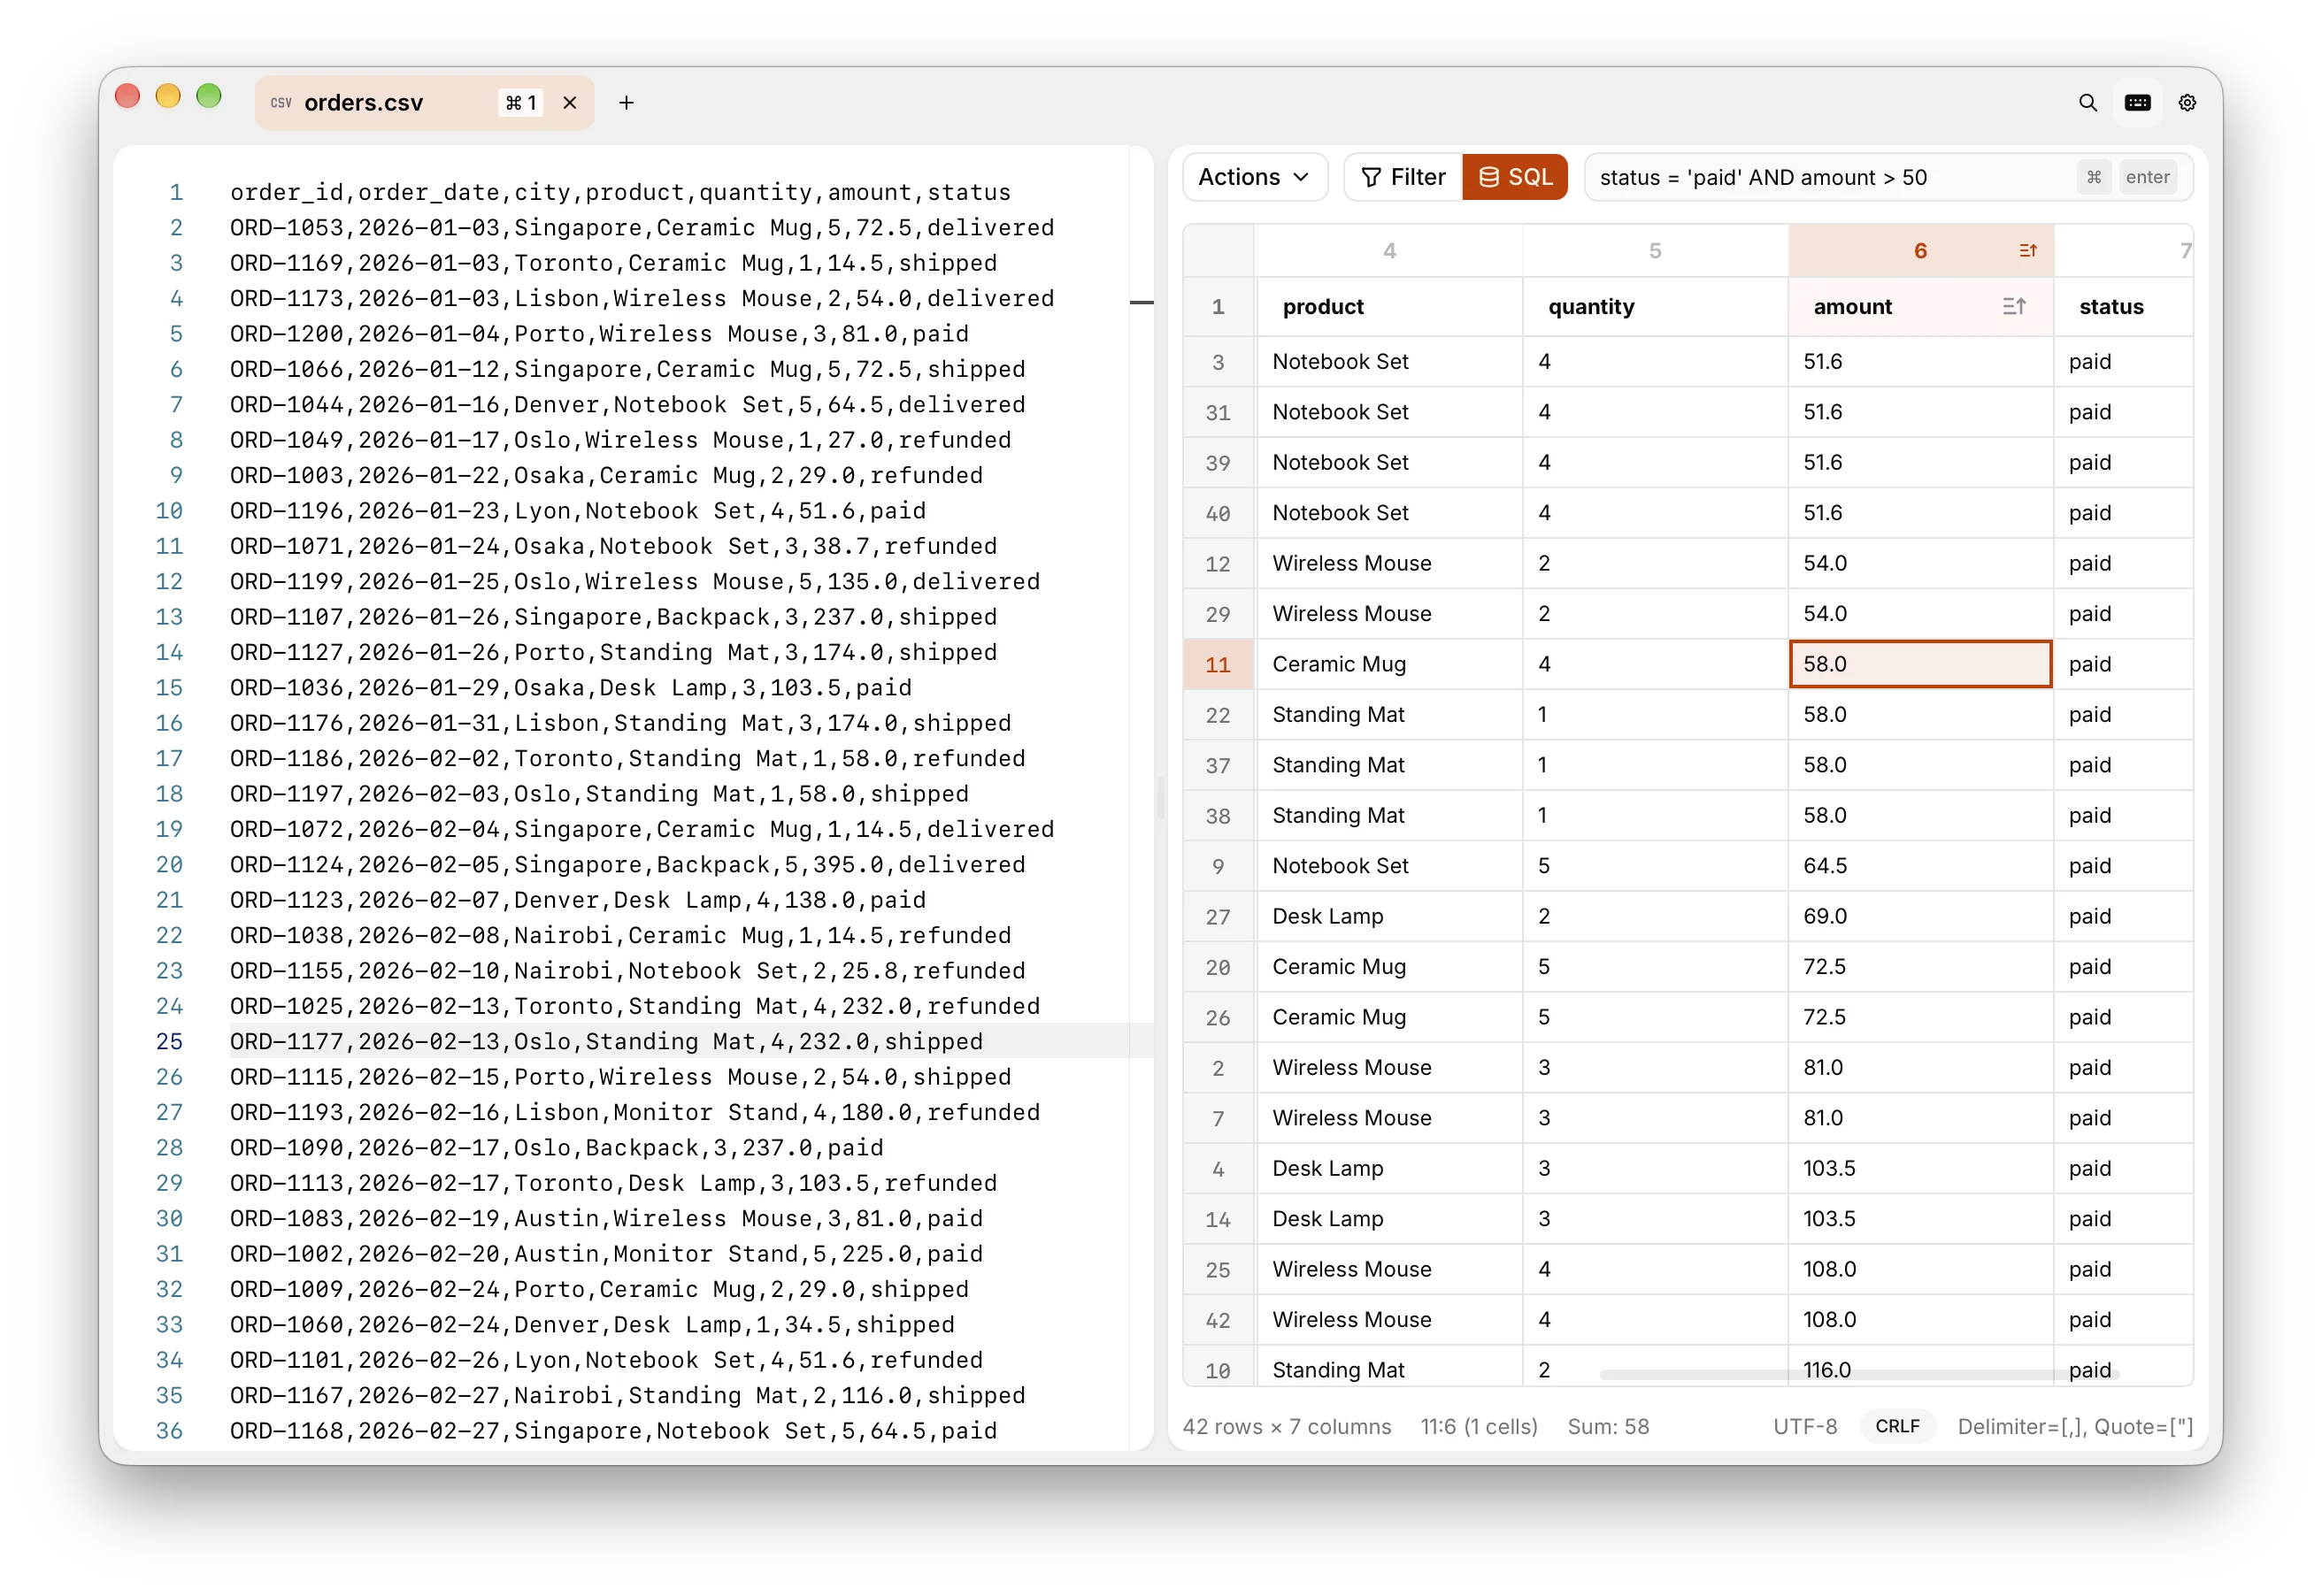 CSV orders.csv ⌘ 1 × +
1 order_id,order_date,city,product,quantity,amount,status
2 ORD-1053,2026-01-03,Singapore,Ceramic Mug,5,72.5,delivered
3 ORD-1169,2026-01-03,Toronto,Ceramic Mug,1,14.5,shipped
4 ORD-1173,2026-01-03,Lisbon,Wireless Mouse,2,54.0,delivered
5 ORD-1200,2026-01-04,Porto,Wireless Mouse,3,81.0,paid
6 ORD-1066,2026-01-12,Singapore,Ceramic Mug,5,72.5,shipped
7 ORD-1044,2026-01-16,Denver,Notebook Set,5,64.5,delivered
8 ORD-1049,2026-01-17,Oslo,Wireless Mouse,1,27.0,refunded
9 ORD-1003,2026-01-22,Osaka,Ceramic Mug,2,29.0,refunded
10 ORD-1196,2026-01-23,Lyon,Notebook Set,4,51.6,paid
11 ORD-1071,2026-01-24,Osaka,Notebook Set,3,38.7,refunded
12 ORD-1199,2026-01-25,Oslo,Wireless Mouse,5,135.0,delivered
13 ORD-1107,2026-01-26,Singapore,Backpack,3,237.0,shipped
14 ORD-1127,2026-01-26,Porto,Standing Mat,3,174.0,shipped
15 ORD-1036,2026-01-29,Osaka,Desk Lamp,3,103.5,paid
16 ORD-1176,2026-01-31,Lisbon,Standing Mat,3,174.0,shipped
17 ORD-1186,2026-02-02,Toronto,Standing Mat,1,58.0,refunded
18 ORD-1197,2026-02-03,Oslo,Standing Mat,1,58.0,shipped
19 ORD-1072,2026-02-04,Singapore,Ceramic Mug,1,14.5,delivered
20 ORD-1124,2026-02-05,Singapore,Backpack,5,395.0,delivered
21 ORD-1123,2026-02-07,Denver,Desk Lamp,4,138.0,paid
22 ORD-1038,2026-02-08,Nairobi,Ceramic Mug,1,14.5,refunded
23 ORD-1155,2026-02-10,Nairobi,Notebook Set,2,25.8,refunded
24 ORD-1025,2026-02-13,Toronto,Standing Mat,4,232.0,refunded
25 ORD-1177,2026-02-13,Oslo,Standing Mat,4,232.0,shipped
26 ORD-1115,2026-02-15,Porto,Wireless Mouse,2,54.0,shipped
27 ORD-1193,2026-02-16,Lisbon,Monitor Stand,4,180.0,refunded
28 ORD-1090,2026-02-17,Oslo,Backpack,3,237.0,paid
29 ORD-1113,2026-02-17,Toronto,Desk Lamp,3,103.5,refunded
30 ORD-1083,2026-02-19,Austin,Wireless Mouse,3,81.0,paid
31 ORD-1002,2026-02-20,Austin,Monitor Stand,5,225.0,paid
32 ORD-1009,2026-02-24,Porto,Ceramic Mug,2,29.0,shipped
33 ORD-1060,2026-02-24,Denver,Desk Lamp,1,34.5,shipped
34 ORD-1101,2026-02-26,Lyon,Notebook Set,4,51.6,refunded
35 ORD-1167,2026-02-27,Nairobi,Standing Mat,2,116.0,shipped
36 ORD-1168,2026-02-27,Singapore,Notebook Set,5,64.5,paid
Actions Filter SQL status = 'paid' AND amount > 50 ⌘ enter
4 5 6 7
1 product quantity amount status
3 Notebook Set 4 51.6 paid
31 Notebook Set 4 51.6 paid
39 Notebook Set 4 51.6 paid
40 Notebook Set 4 51.6 paid
12 Wireless Mouse 2 54.0 paid
29 Wireless Mouse 2 54.0 paid
11 Ceramic Mug 4 58.0 paid
22 Standing Mat 1 58.0 paid
37 Standing Mat 1 58.0 paid
38 Standing Mat 1 58.0 paid
9 Notebook Set 5 64.5 paid
27 Desk Lamp 2 69.0 paid
20 Ceramic Mug 5 72.5 paid
26 Ceramic Mug 5 72.5 paid
2 Wireless Mouse 3 81.0 paid
7 Wireless Mouse 3 81.0 paid
4 Desk Lamp 3 103.5 paid
14 Desk Lamp 3 103.5 paid
25 Wireless Mouse 4 108.0 paid
42 Wireless Mouse 4 108.0 paid
10 Standing Mat 2 116.0 paid
42 rows × 7 columns 11:6 (1 cells) Sum: 58 UTF-8 CRLF Delimiter=[,], Quote=["]